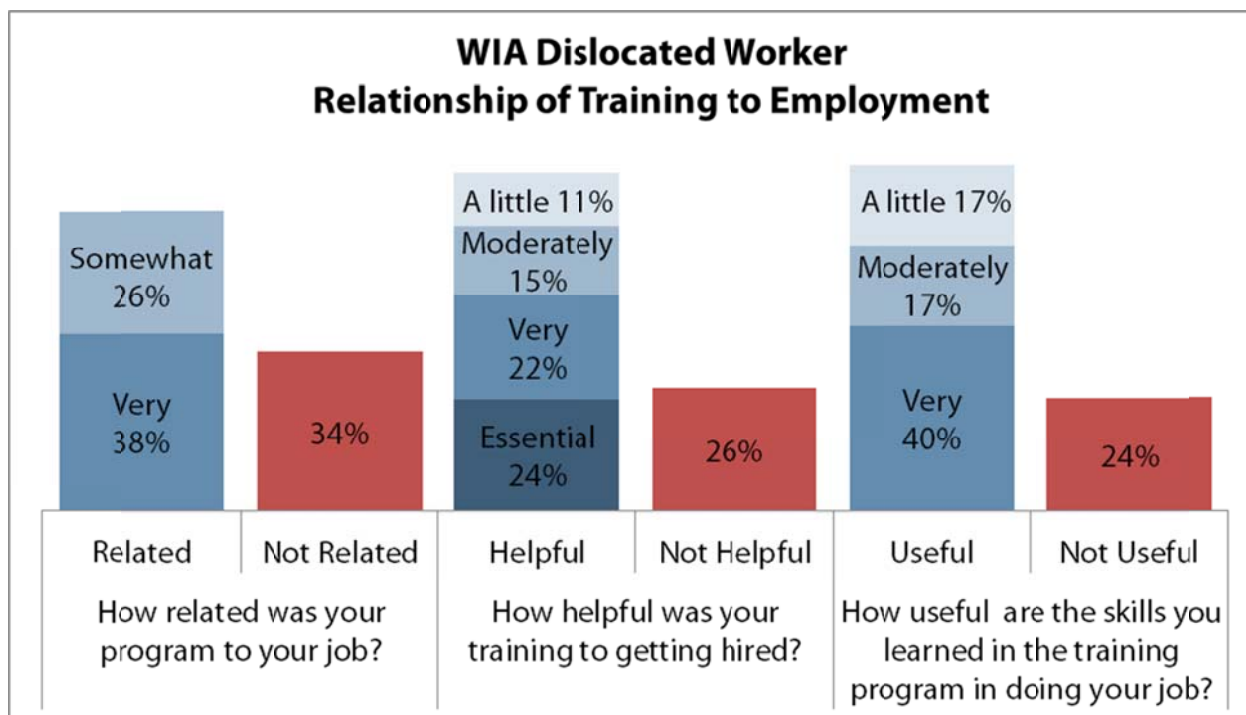 WIA Dislocated Worker
Relationship of Training to Employment
Somewhat
26%
Very
38%
34%
A little 11%
Moderately
15%
Very
22%
Essential
24%
26%
A little 17%
Moderately
17%
Very
40%
24%
Related
Not Related
Helpful
Not Helpful
Useful
Not Useful
How related was your
program to your job?
How helpful was your
training to getting hired?
How useful are the skills you
learned in the training
program in doing your job?